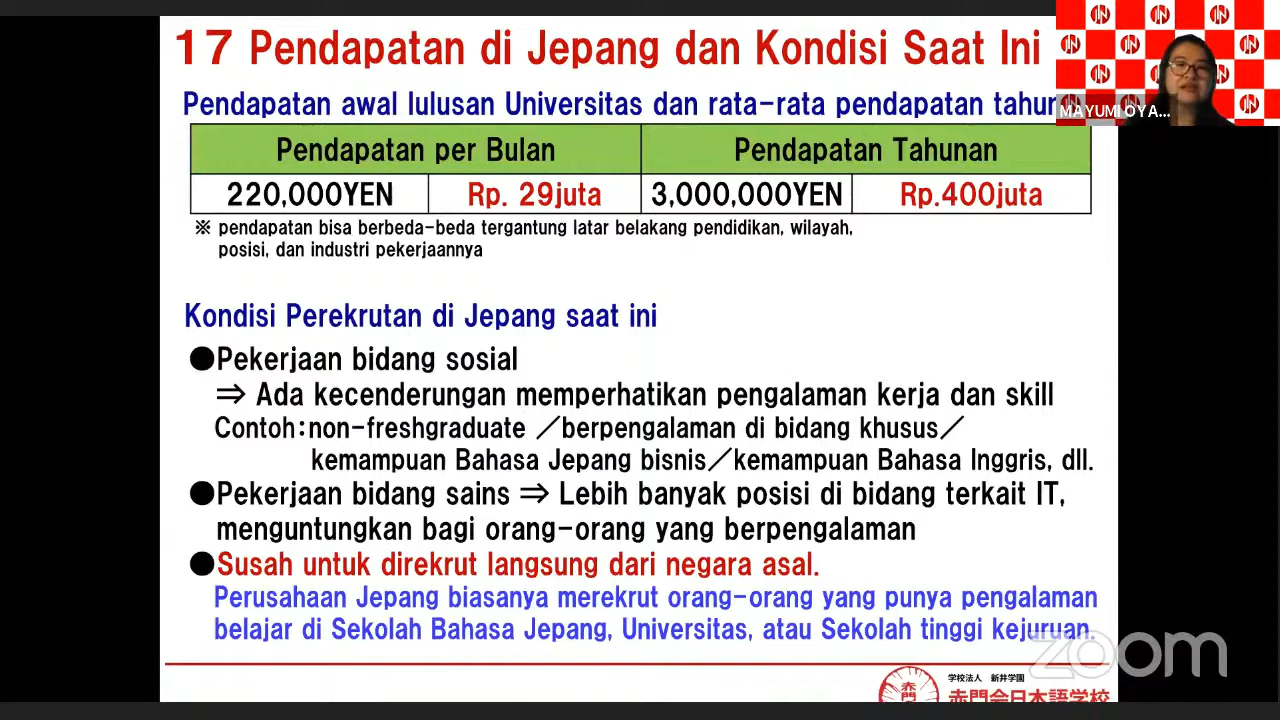 17 Pendapatan di Jepang dan Kondisi Saat Ini
Pendapatan awal lulusan Universitas dan rata-rata pendapatan
MAYUMI OYA...
Pendapatan per Bulan Pendapatan Tahunan
220,000YEN Rp. 29juta 3,000,000YEN Rp.400juta
※ pendapatan bisa berbeda-beda tergantung latar belakang pendidikan, wilayah,
posisi, dan industri pekerjaannya
Kondisi Perekrutan di Jepang saat ini
●Pekerjaan bidang sosial
⇒ Ada kecenderungan memperhatikan pengalaman kerja dan skill
Contoh:non-freshgraduate ／berpengalaman di bidang khusus／
kemampuan Bahasa Jepang bisnis／kemampuan Bahasa Inggris, dll.
●Pekerjaan bidang sains ⇒ Lebih banyak posisi di bidang terkait IT,
menguntungkan bagi orang-orang yang berpengalaman
●Susah untuk direkrut langsung dari negara asal.
Perusahaan Jepang biasanya merekrut orang-orang yang punya pengalaman
belajar di Sekolah Bahasa Jepang, Universitas, atau Sekolah tinggi kejuruan.
zoom
学校法人 新井学園
赤門会日本語学校